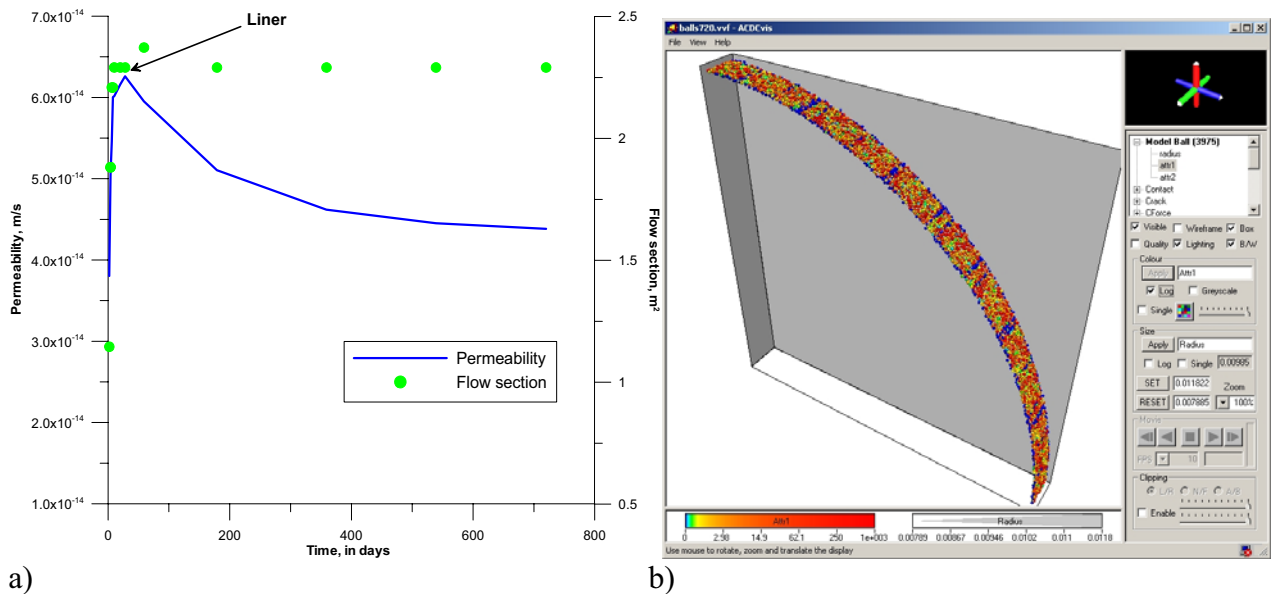 7.0x10-14
6.0x10-14
5.0x10-14
4.0x10-14
3.0x10-14
2.0x10-14
1.0x10-14
Permeability, m/s
Liner
2.5
2
1.5
1
0.5
Flow section, m2
Permeability
Flow section
0 200 400 600 800
Time, in days
a)
balls720.vvf - ACDCvis
File View Help
Model Ball (3975)
radius
attr1
attr2
Contact
Crack
CForce
Visible Wireframe Box
Quality Lighting B/W
Colour
Apply Attr1
Log Greyscale
Single
Size
Apply Radius
Log Single 0.00985
SET 0.011822 Zoom
RESET 0.007885 100%
Movie
FPS 10
Clipping
L/R N/F A/B
Enable
Attr1
0 2.98 14.9 62.1 250 1e+003
Radius
0.00789 0.00867 0.00946 0.0102 0.011 0.0118
Use mouse to rotate, zoom and translate the display
b)